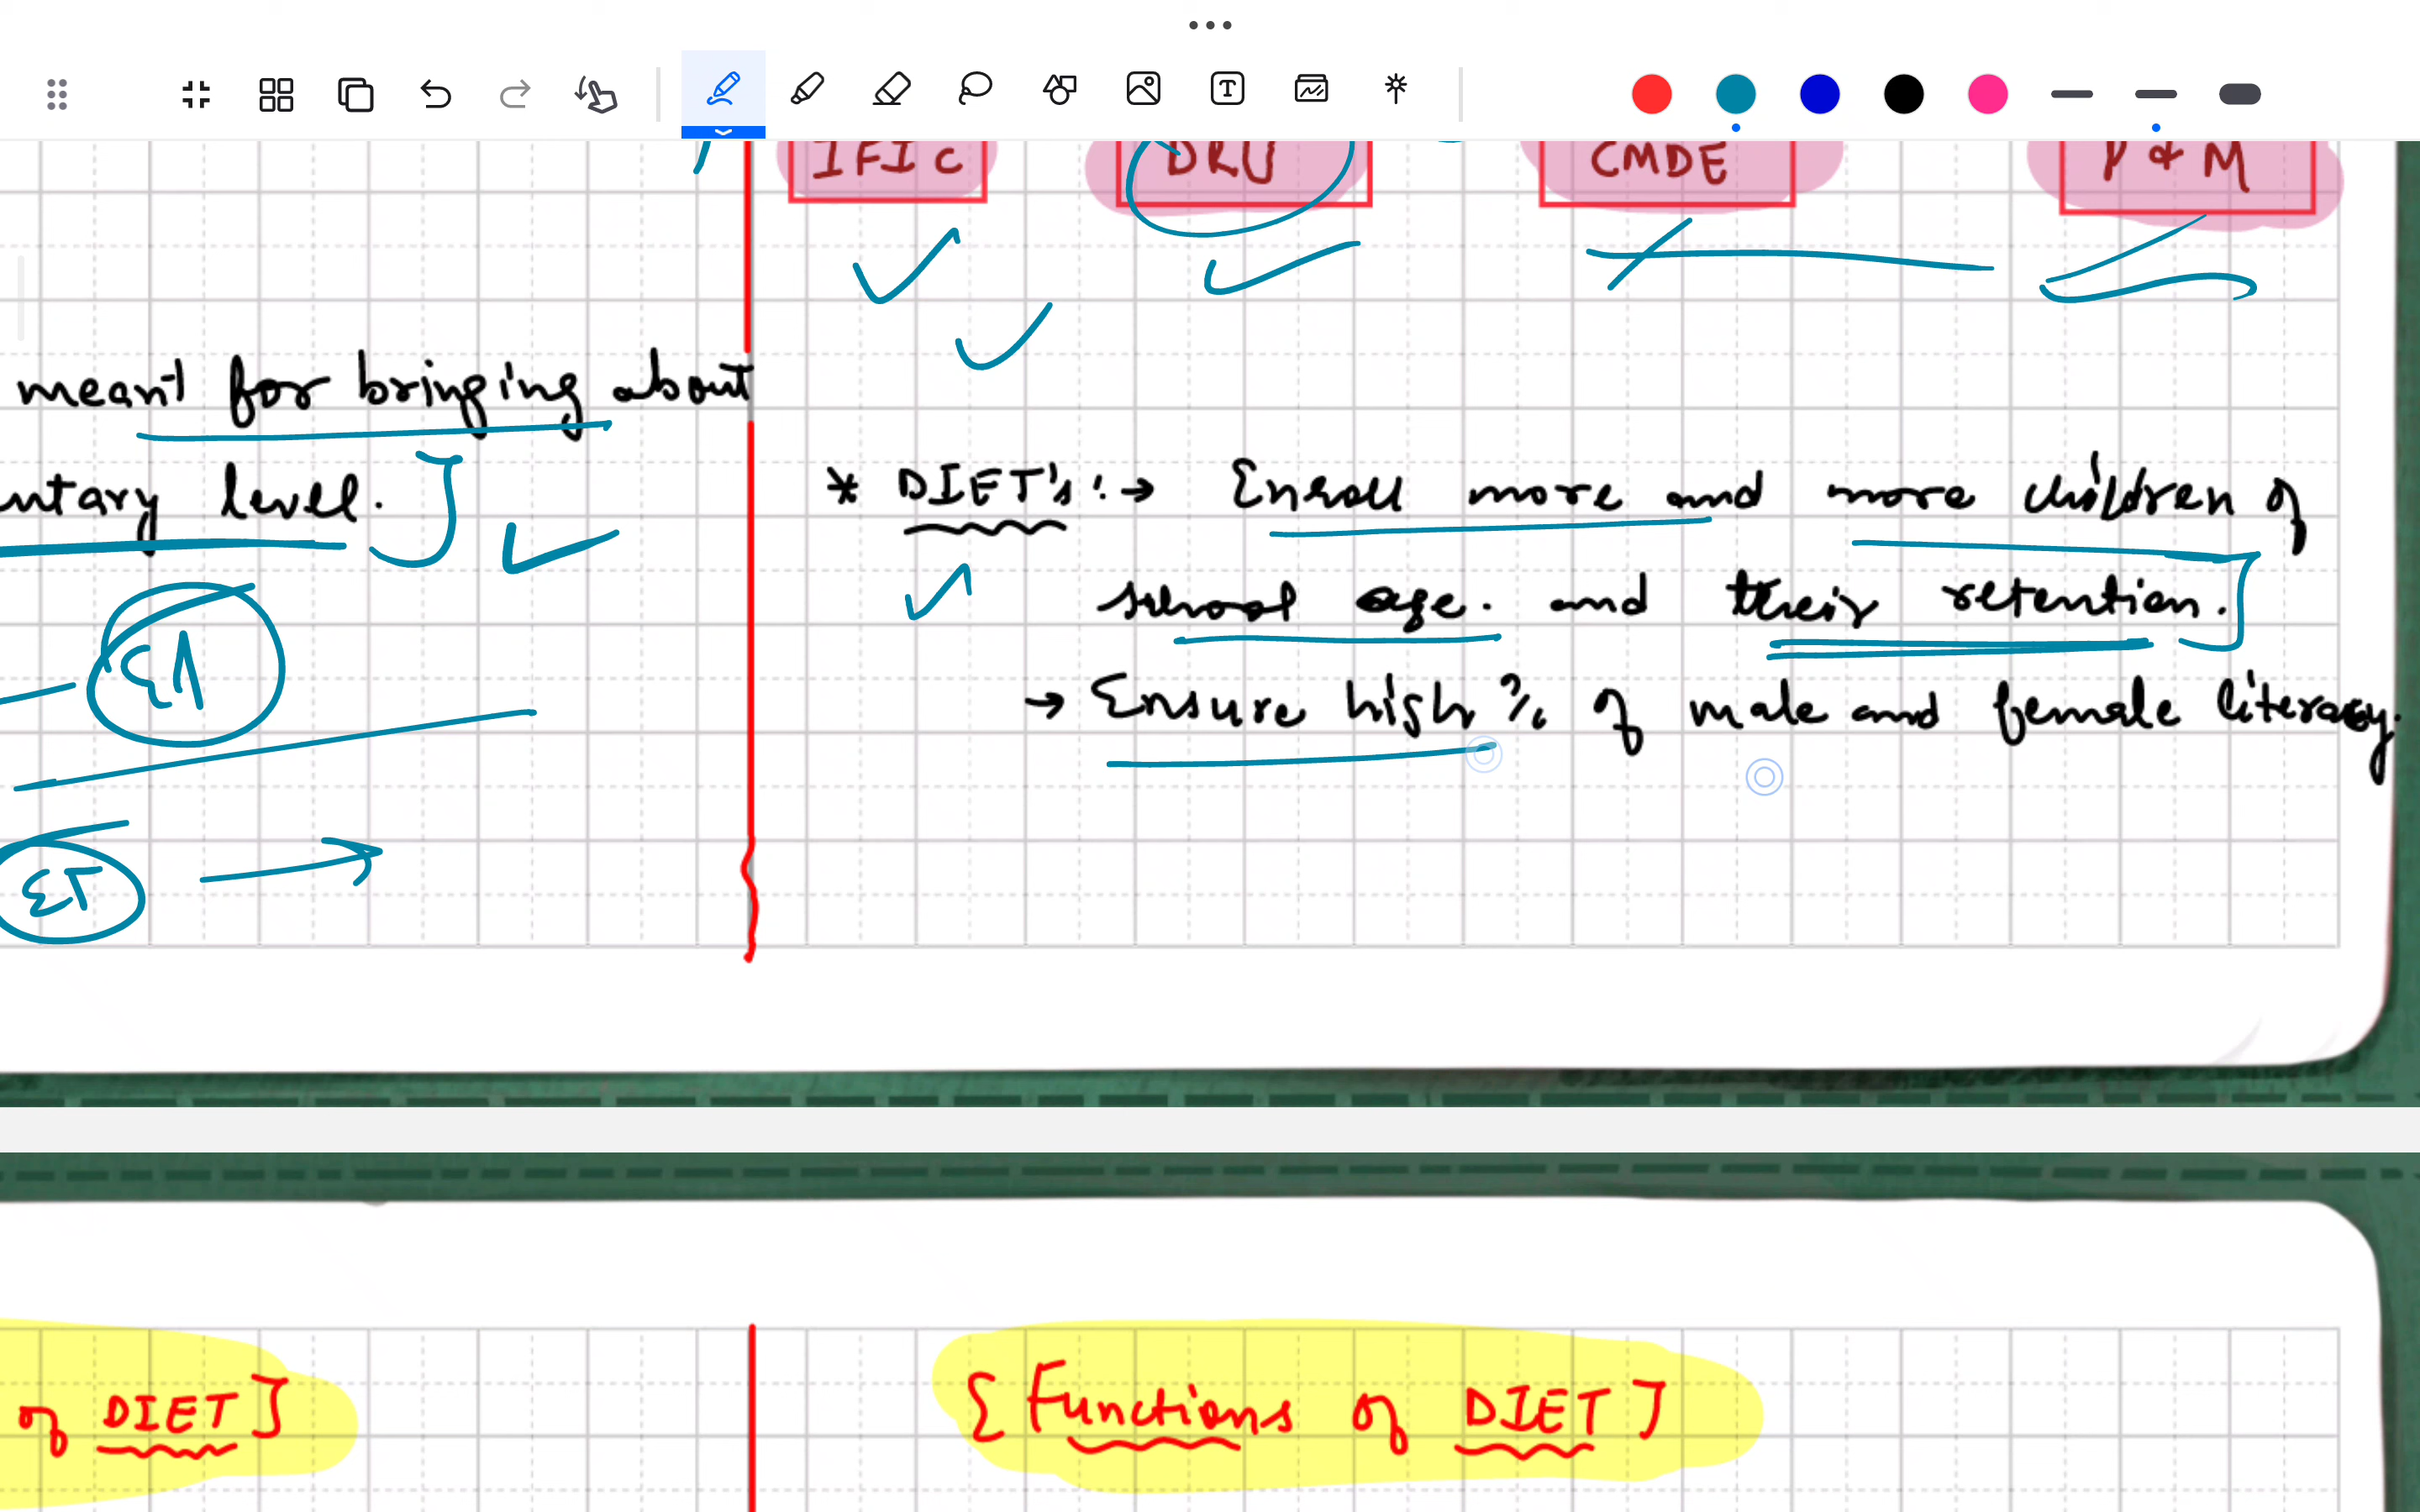 IFIC DRU CMDE P & M
meant for bringing about
ntary level.
* DIET's :→ Enroll more and more children of
school age. and their retention.
→ Ensure high % of male and female literacy.
of DIET]
{Functions of DIET]